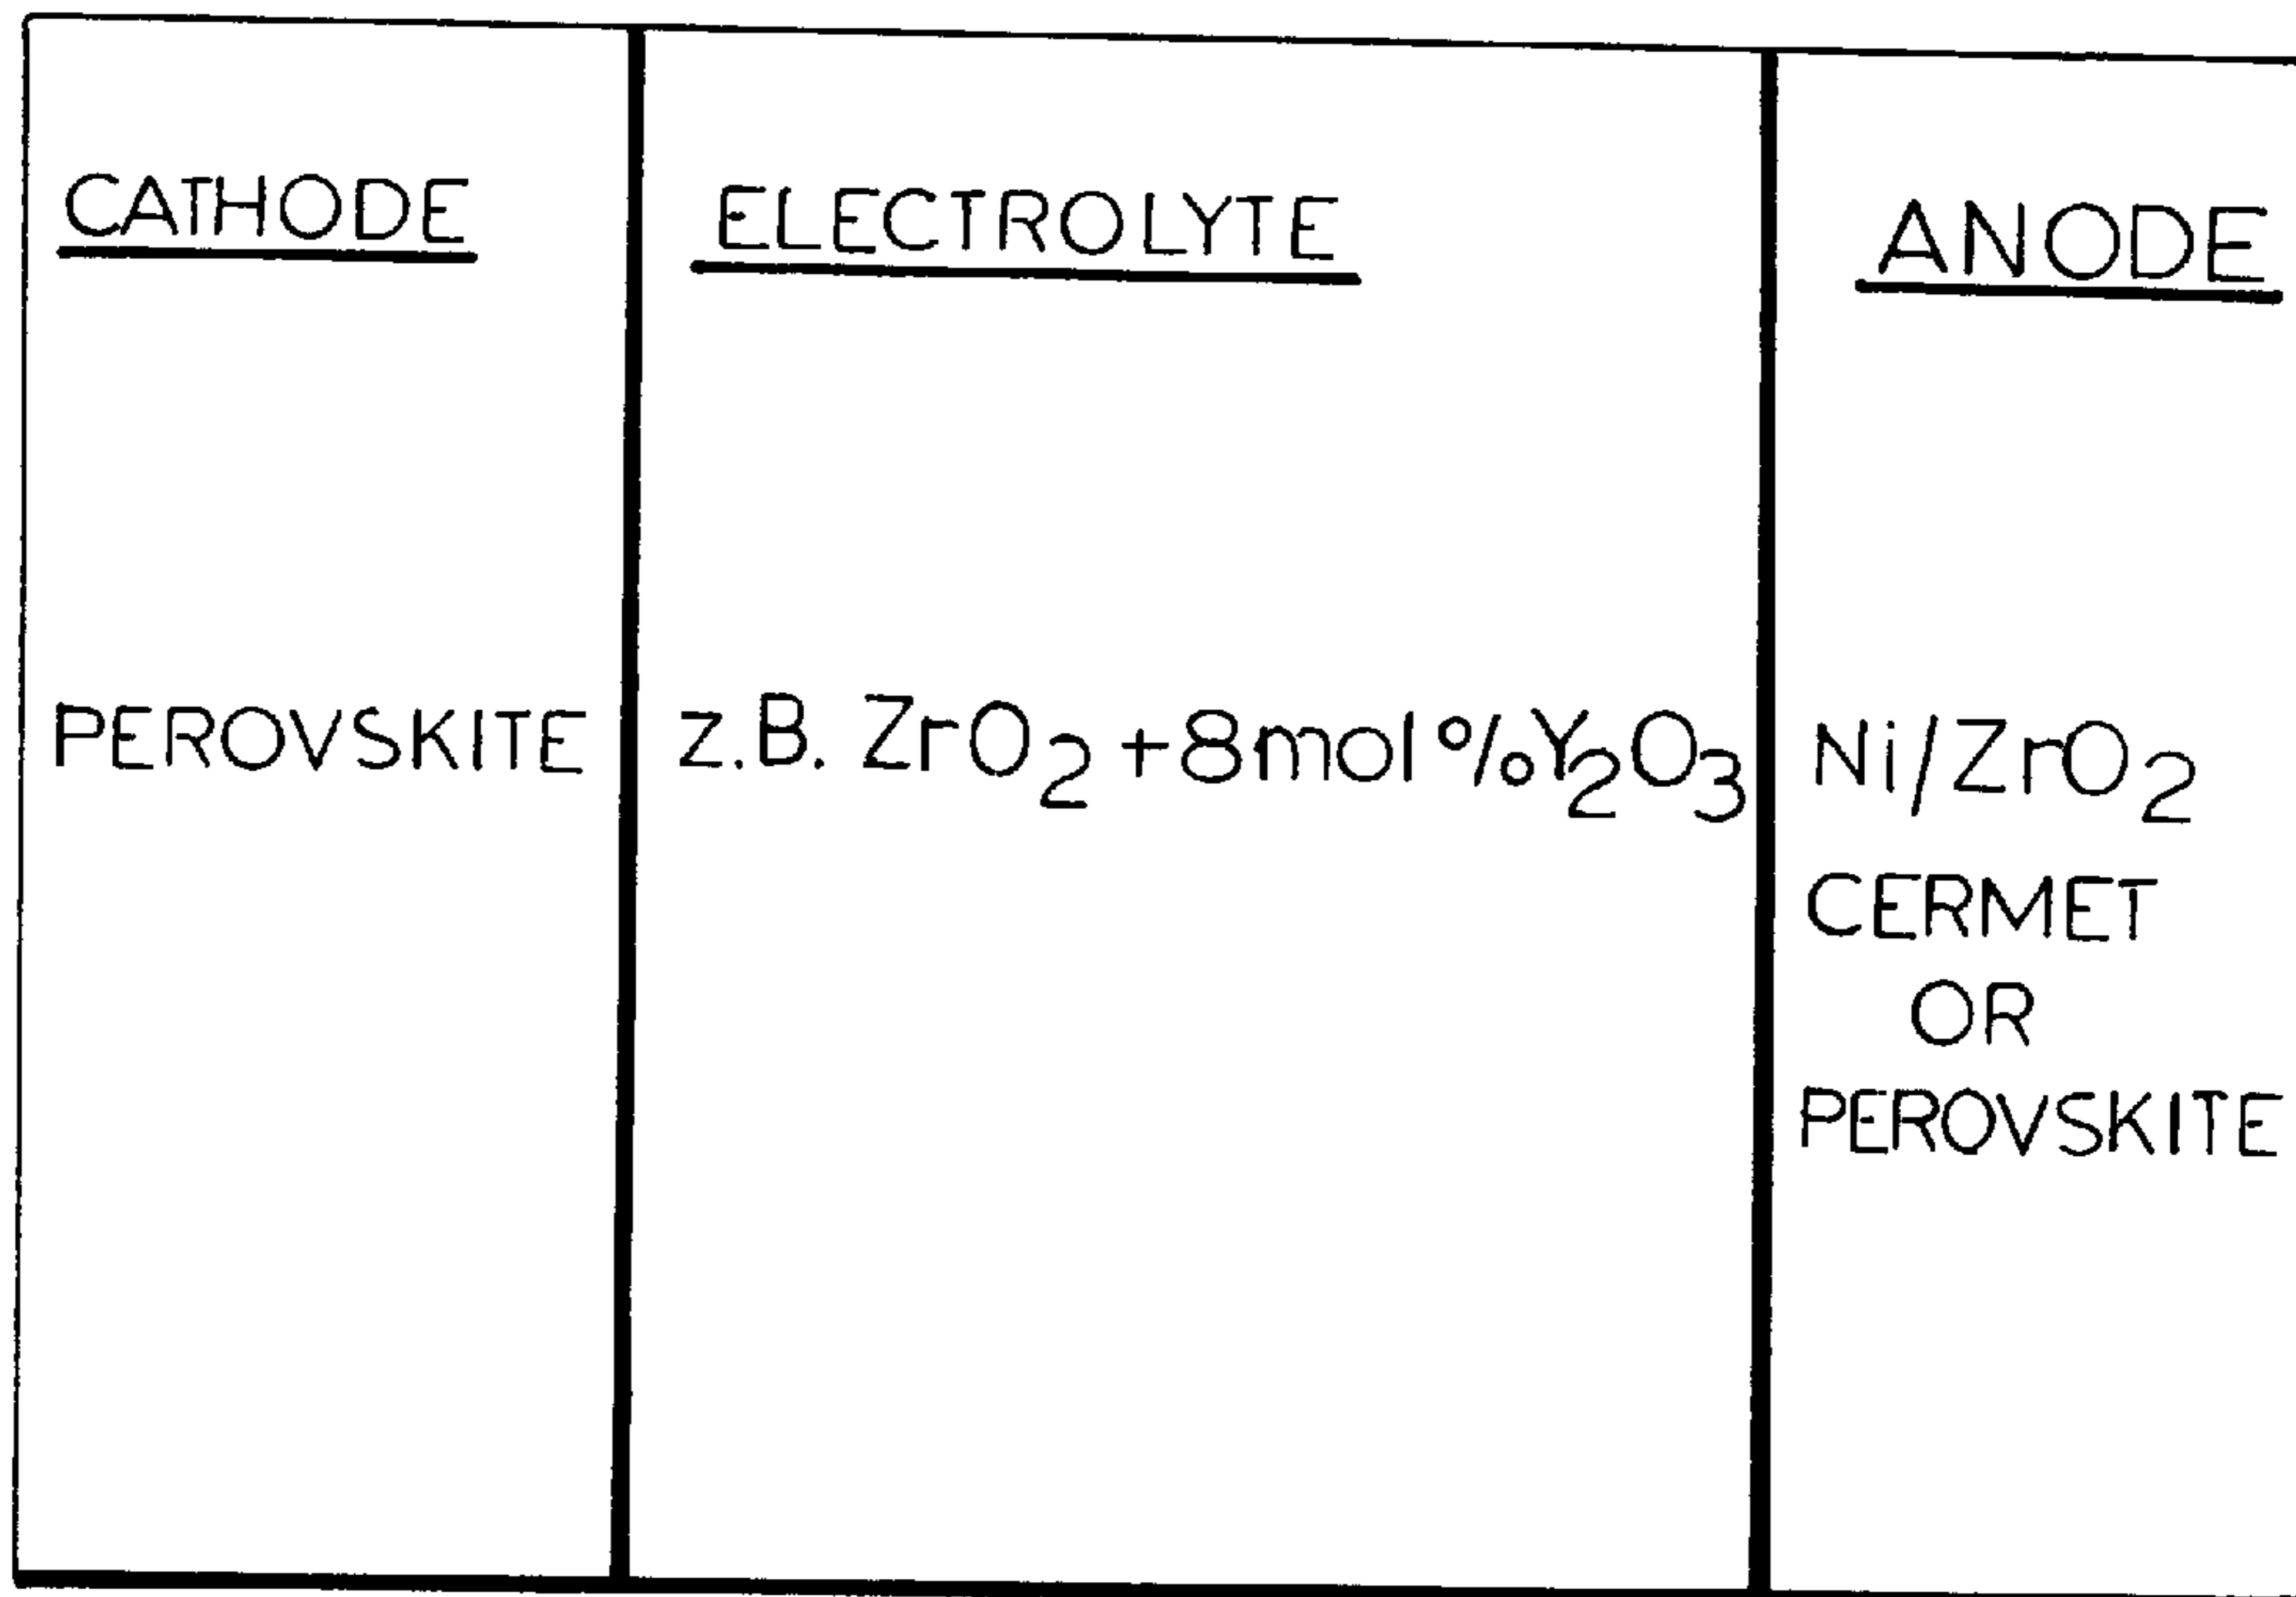 CATHODE
ELECTROLYTE
ANODE
PEROVSKITE
z.B. ZrO₂ +8mol%Y₂O₃
Ni/ZrO₂
CERMET
OR
PEROVSKITE